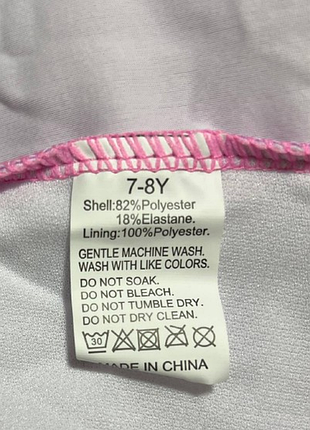 7-8Y
Shell:82%Polyester
18%Elastane.
Lining:100%Polyester.
GENTLE MACHINE WASH.
WASH WITH LIKE COLORS.
DO NOT SOAK.
DO NOT BLEACH.
DO NOT TUMBLE DRY.
DO NOT DRY CLEAN.
30
MADE IN CHINA